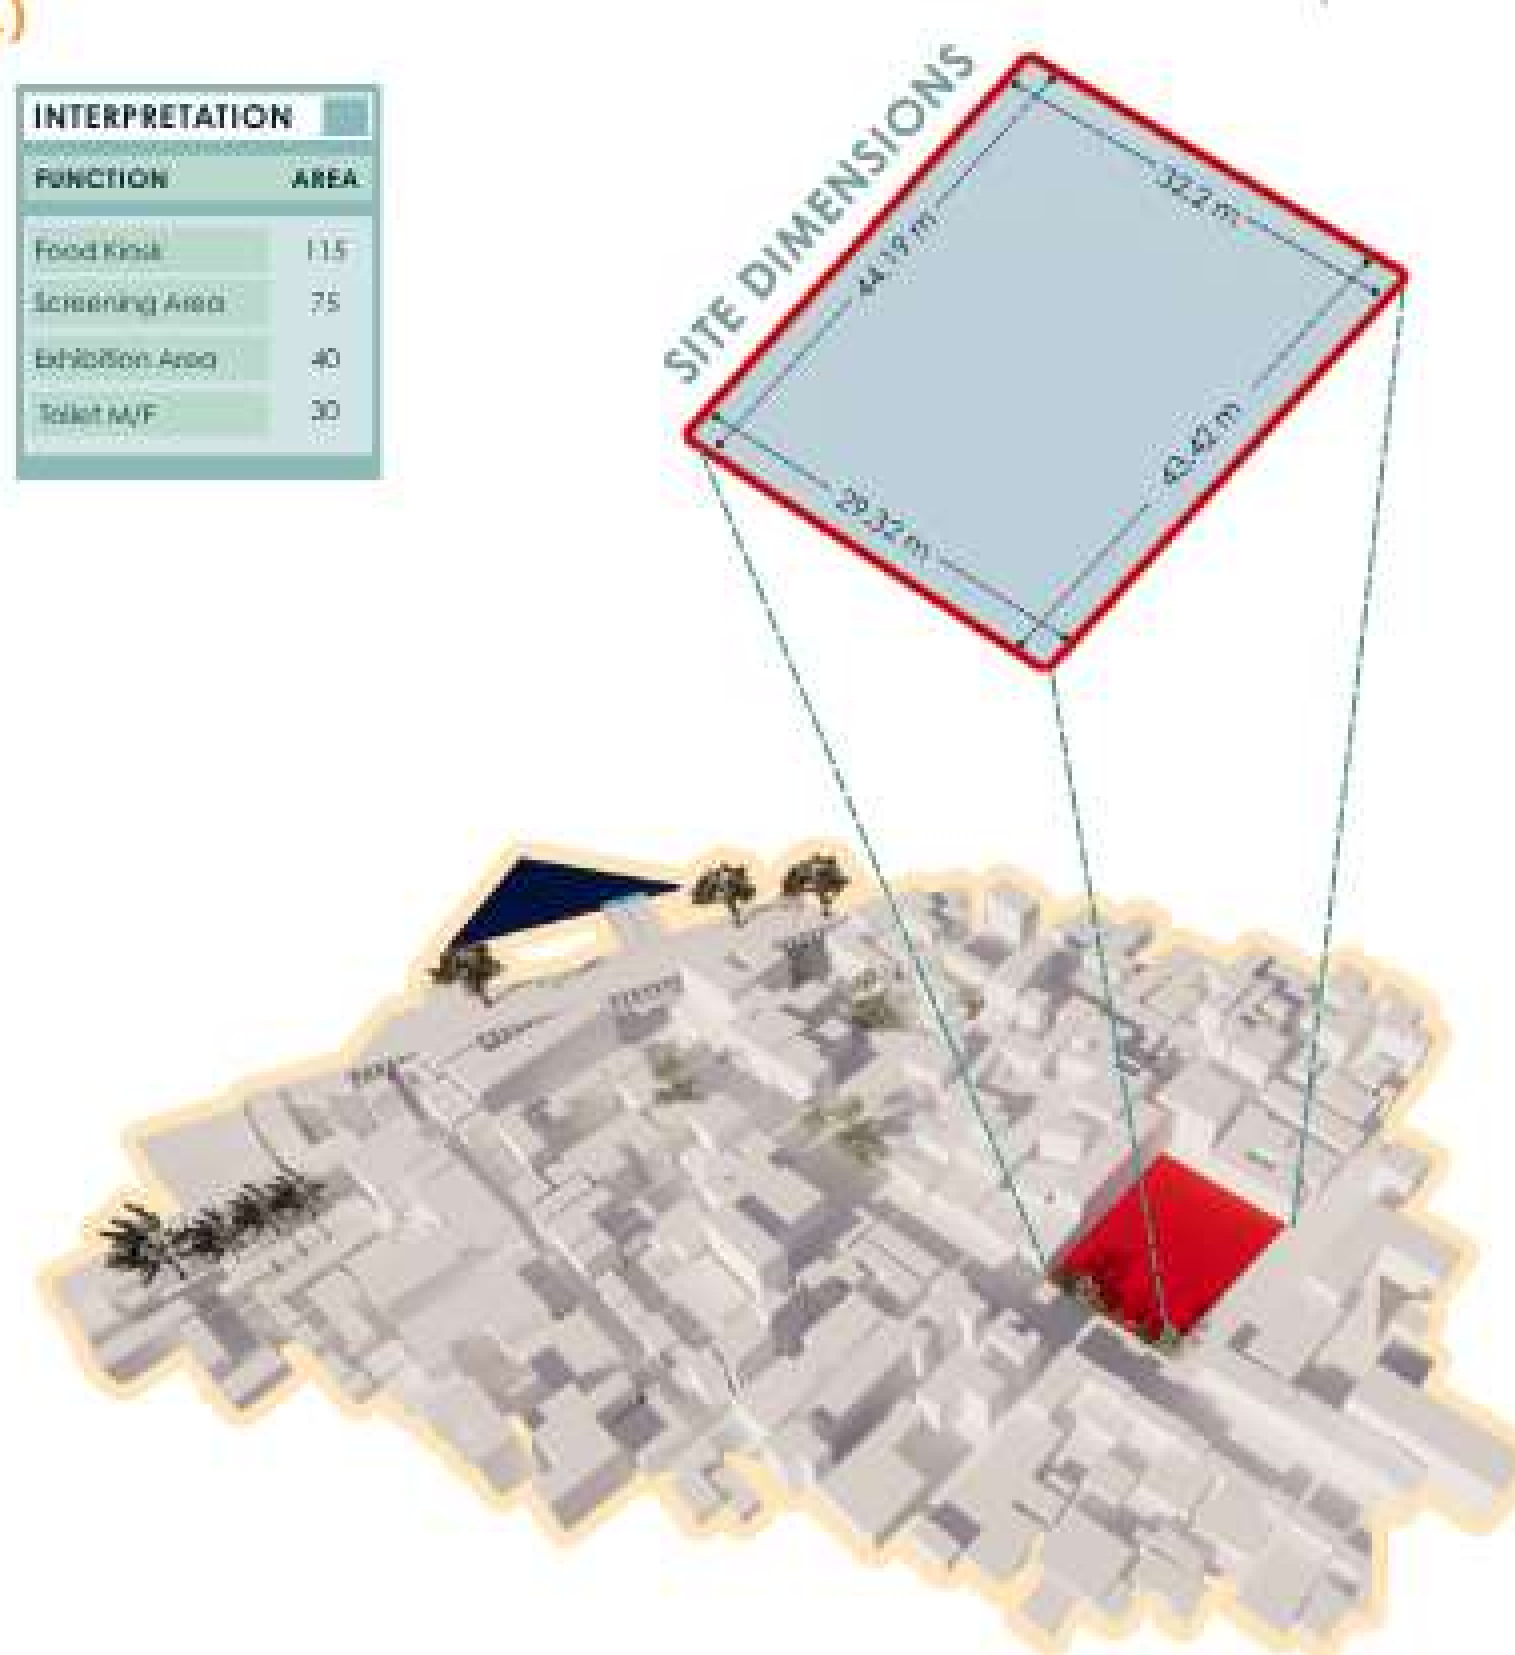 )
INTERPRETATION
FUNCTION AREA
Food Kiosk 115
Screening Area 75
Exhibition Area 40
Toilet M/F 30
SITE DIMENSIONS
32.2 m
44.19 m
43.42 m
29.32 m